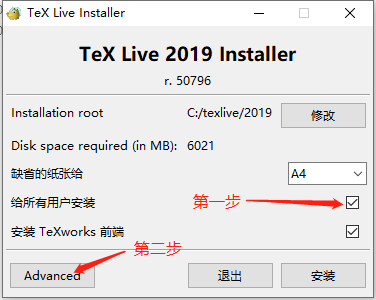 TeX Live Installer
TeX Live 2019 Installer
r. 50796
Installation root C:/texlive/2019 修改
Disk space required (in MB): 6021
缺省的纸张给 A4
给所有用户安装 第一步
安装 TeXworks 前端
第二步
Advanced 退出 安装